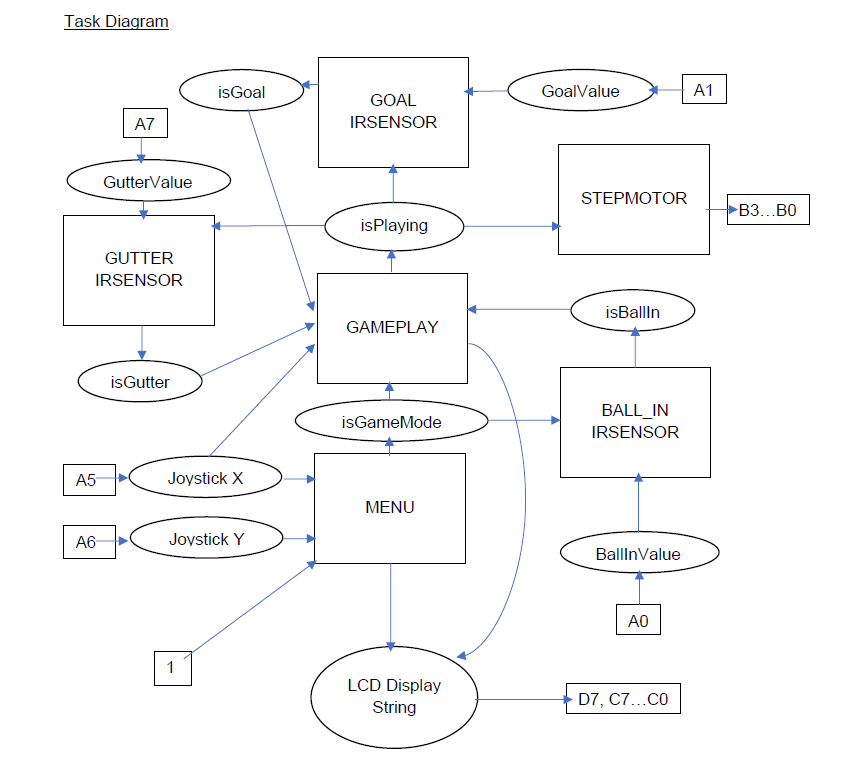 Task Diagram
isGoal
GOAL
IRSENSOR
GoalValue
A1
A7
GutterValue
STEPMOTOR
B3…B0
isPlaying
GUTTER
IRSENSOR
isBallIn
GAMEPLAY
isGutter
isGameMode
BALL_IN
IRSENSOR
A5
Joystick X
MENU
A6
Joystick Y
BallInValue
A0
1
LCD Display
String
D7, C7…C0